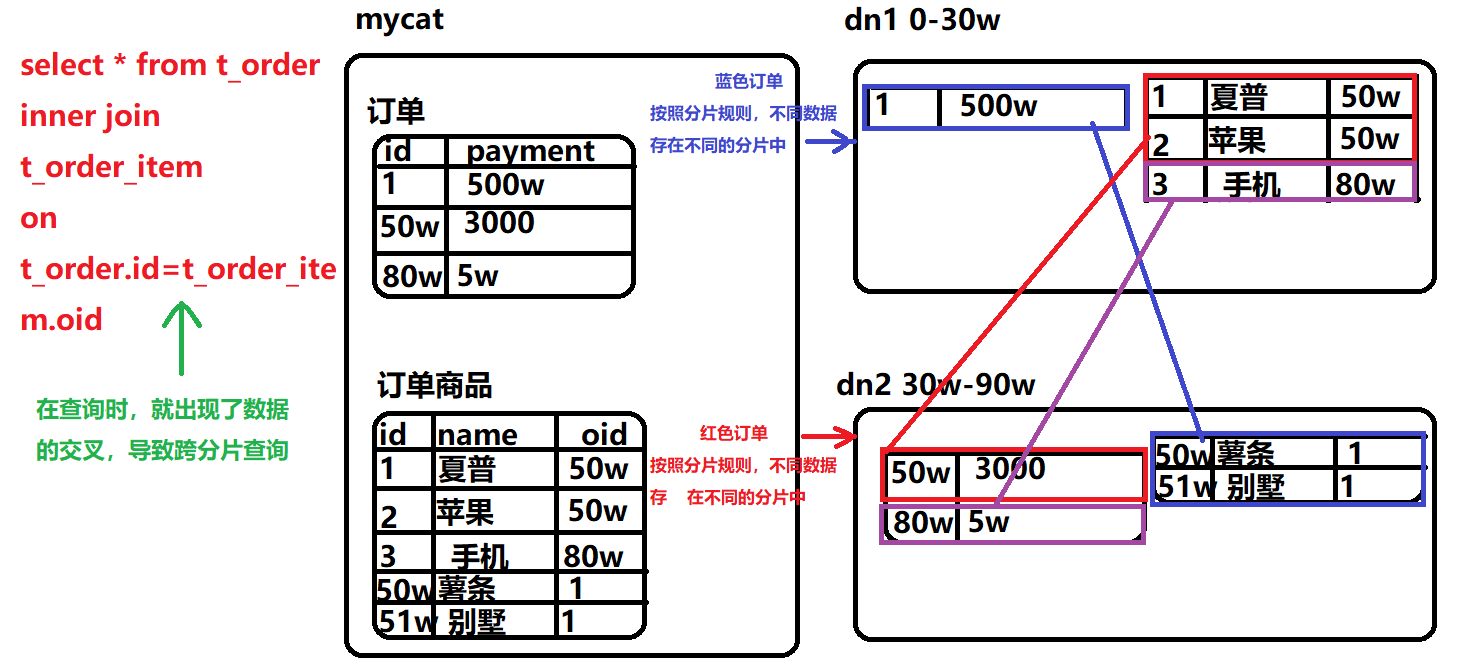 select * from t_order
inner join
t_order_item
on
t_order.id=t_order_ite
m.oid
在查询时，就出现了数据
的交叉，导致跨分片查询
mycat
订单
id payment
1 500w
50w 3000
80w 5w
订单商品
id name oid
1 夏普 50w
2 苹果 50w
3 手机 80w
50w 薯条 1
51w 别墅 1
蓝色订单
按照分片规则，不同数据
存在不同的分片中
红色订单
按照分片规则，不同数据
存 在不同的分片中
dn1 0-30w
1 500w
1 夏普 50w
2 苹果 50w
3 手机 80w
dn2 30w-90w
50w 3000
80w 5w
50w 薯条 1
51w 别墅 1